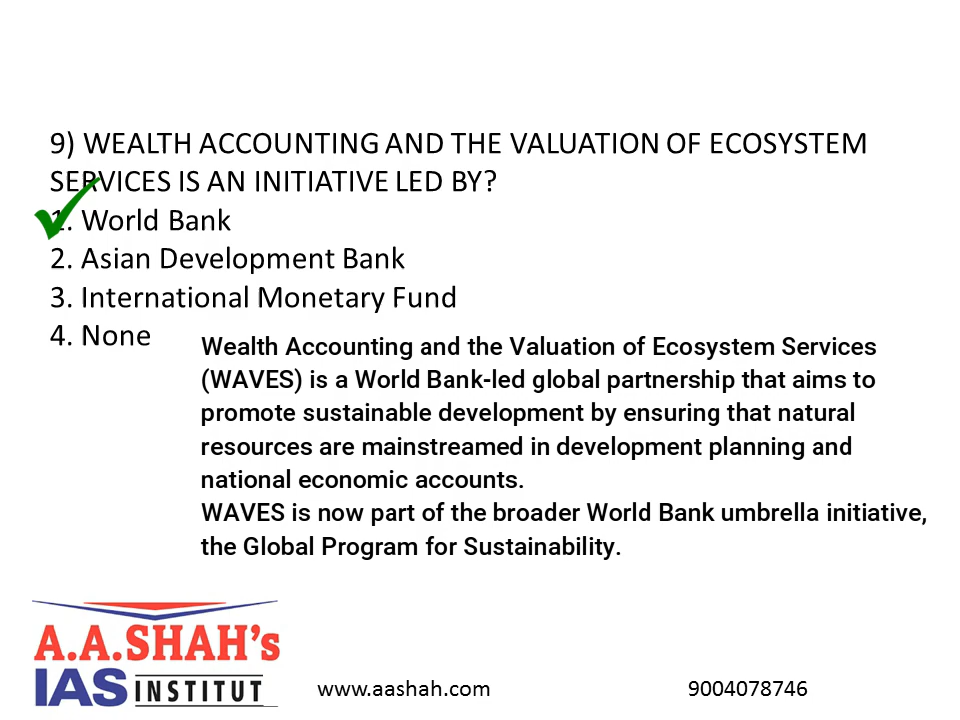 9) WEALTH ACCOUNTING AND THE VALUATION OF ECOSYSTEM
SERVICES IS AN INITIATIVE LED BY?
1. World Bank
2. Asian Development Bank
3. International Monetary Fund
4. None
Wealth Accounting and the Valuation of Ecosystem Services
(WAVES) is a World Bank-led global partnership that aims to
promote sustainable development by ensuring that natural
resources are mainstreamed in development planning and
national economic accounts.
WAVES is now part of the broader World Bank umbrella initiative,
the Global Program for Sustainability.
A.A.SHAH's
IAS INSTITUT
www.aashah.com 9004078746